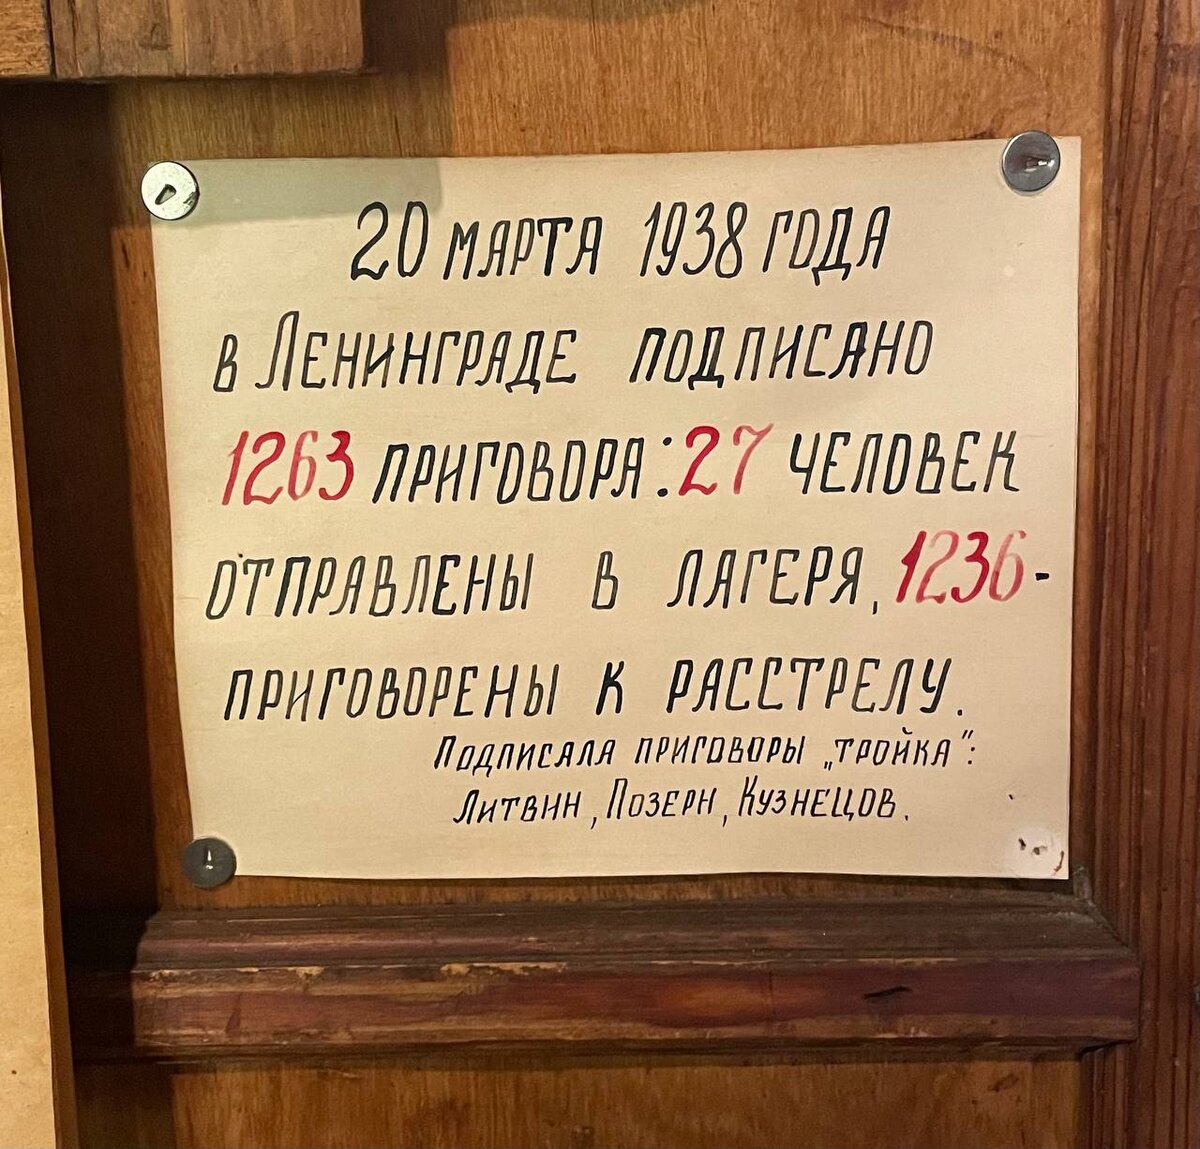 20 МАРТА 1938 ГОДА
В ЛЕНИНГРАДЕ ПОДПИСАНО
1263 ПРИГОВОРА: 27 ЧЕЛОВЕК
ОТПРАВЛЕНЫ В ЛАГЕРЯ, 1236-
ПРИГОВОРЕНЫ К РАССТРЕЛУ.
ПОДПИСАЛА ПРИГОВОРЫ „ТРОЙКА":
ЛИТВИН, ПОЗЕРН, КУЗНЕЦОВ.